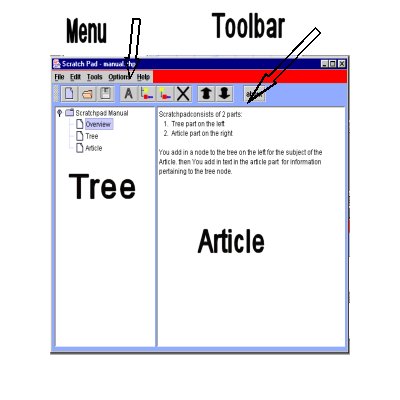 Menu
Toolbar
Scratch Pad - manual.thp
File Edit Tools Options Help
A
Scratchpad Manual
Overview
Tree
Article
Scratchpadconsists of 2 parts:
1. Tree part on the left
2. Article part on the right
You add in a node to the tree on the left for the subject of the
Article, then You add in text in the article part for information
pertaining to the tree node.
Tree
Article